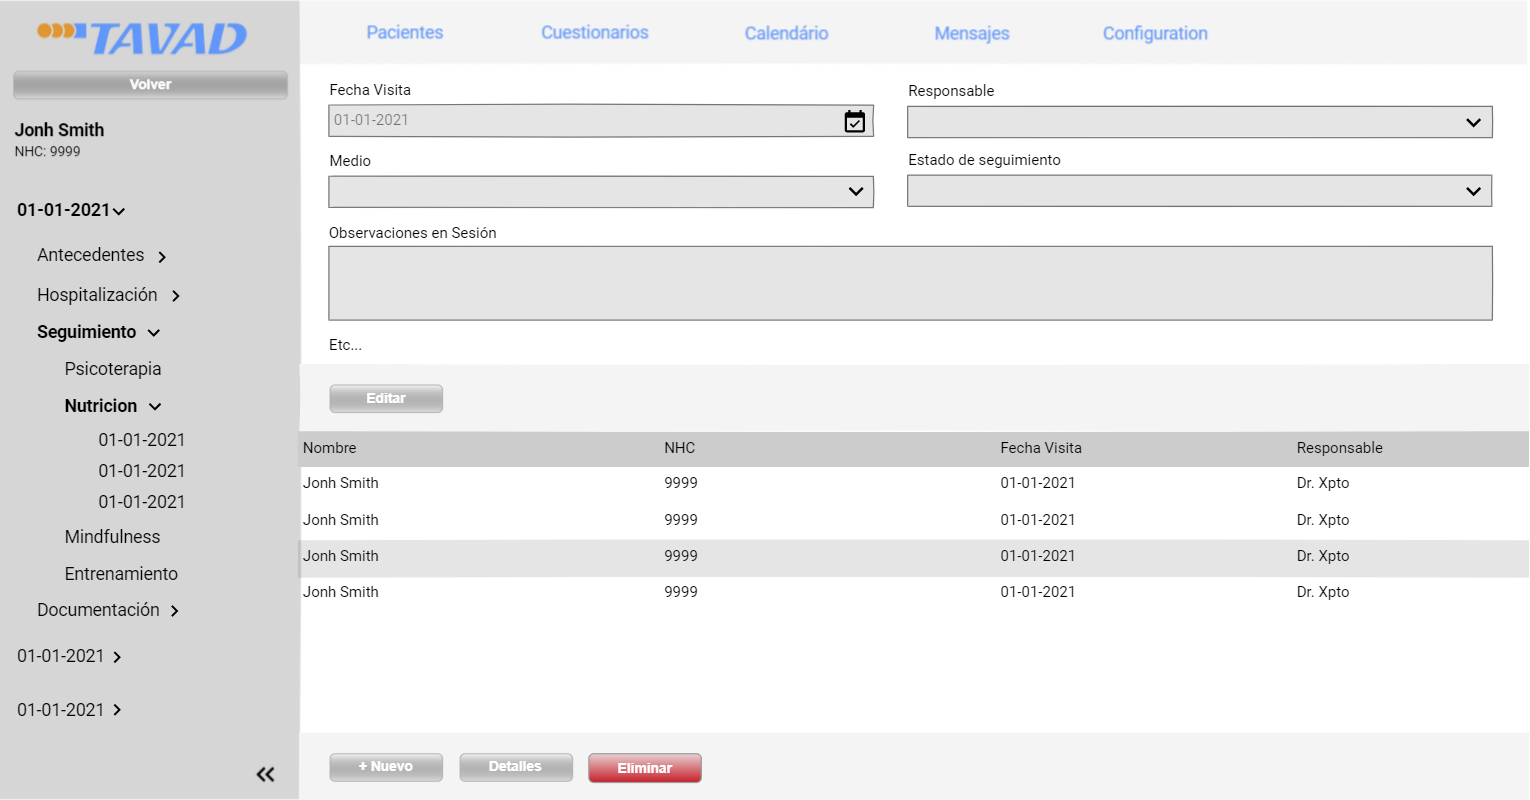 TAVAD
Volver
Jonh Smith
NHC: 9999
01-01-2021
Antecedentes
Hospitalización
Seguimiento
Psicoterapia
Nutricion
01-01-2021
01-01-2021
01-01-2021
Mindfulness
Entrenamiento
Documentación
01-01-2021
01-01-2021
Pacientes Cuestionarios Calendário Mensajes Configuration
Fecha Visita Responsable
01-01-2021
Medio Estado de seguimiento
Observaciones en Sesión
Etc...
Editar
Nombre NHC Fecha Visita Responsable
Jonh Smith 9999 01-01-2021 Dr. Xpto
Jonh Smith 9999 01-01-2021 Dr. Xpto
Jonh Smith 9999 01-01-2021 Dr. Xpto
Jonh Smith 9999 01-01-2021 Dr. Xpto
+ Nuevo Detalles Eliminar